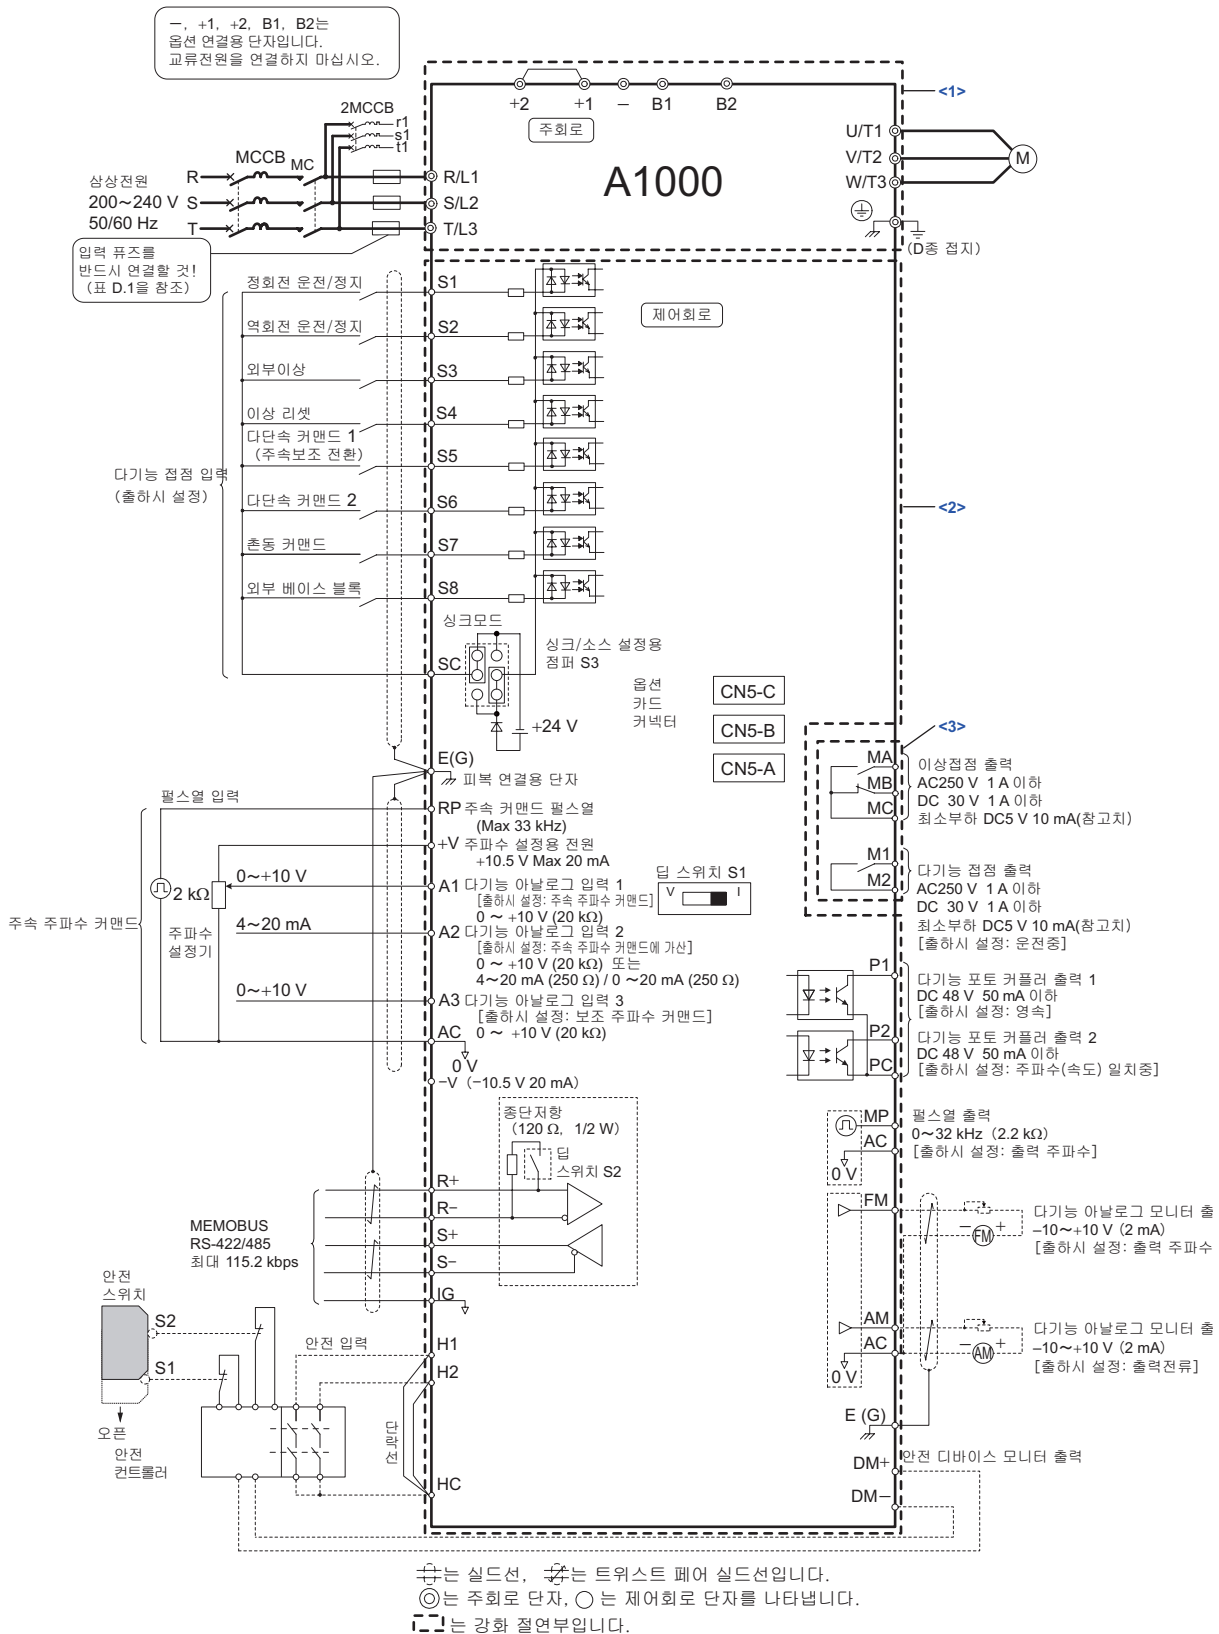 －, +1, +2, B1, B2는
옵션 연결용 단자입니다.
교류전원을 연결하지 마십시오.
+2
+1
－
B1
B2
<1>
주회로
A1000
2MCCB
r1
s1
t1
MCCB
MC
삼상전원
200～240 V
50/60 Hz
R
S
T
R/L1
S/L2
T/L3
U/T1
V/T2
W/T3
M
(D종 접지)
입력 퓨즈를
반드시 연결할 것!
(표 D.1을 참조)
제어회로
정회전 운전/정지
S1
역회전 운전/정지
S2
외부이상
S3
이상 리셋
S4
다단속 커맨드 1
(주속보조 전환)
S5
다기능 접점 입력
(출하시 설정)
다단속 커맨드 2
S6
<2>
촌동 커맨드
S7
외부 베이스 블록
S8
싱크모드
SC
싱크/소스 설정용
점퍼 S3
+24 V
옵션
카드
커넥터
CN5-C
CN5-B
CN5-A
<3>
E(G)
피복 연결용 단자
MA
MB
MC
이상접점 출력
AC250 V 1 A 이하
DC 30 V 1 A 이하
최소부하 DC5 V 10 mA(참고치)
M1
M2
다기능 접점 출력
AC250 V 1 A 이하
DC 30 V 1 A 이하
최소부하 DC5 V 10 mA(참고치)
[출하시 설정: 운전중]
펄스열 입력
RP 주속 커맨드 펄스열
(Max 33 kHz)
+V 주파수 설정용 전원
+10.5 V Max 20 mA
딥 스위치 S1
V
I
주속 주파수 커맨드
2 kΩ
주파수
설정기
0～+10 V
A1 다기능 아날로그 입력 1
[출하시 설정: 주속 주파수 커맨드]
0 ～ +10 V (20 kΩ)
4～20 mA
A2 다기능 아날로그 입력 2
[출하시 설정: 주속 주파수 커맨드에 가산]
0 ～ +10 V (20 kΩ) 또는
4～20 mA (250 Ω) / 0 ～20 mA (250 Ω)
0～+10 V
A3 다기능 아날로그 입력 3
[출하시 설정: 보조 주파수 커맨드]
0 ～ +10 V (20 kΩ)
AC
0 V
–V (−10.5 V 20 mA)
P1
다기능 포토 커플러 출력 1
DC 48 V 50 mA 이하
[출하시 설정: 영속]
P2
PC
다기능 포토 커플러 출력 2
DC 48 V 50 mA 이하
[출하시 설정: 주파수(속도) 일치중]
종단저항
(120 Ω, 1/2 W)
딥
스위치 S2
MP
AC
0 V
펄스열 출력
0～32 kHz (2.2 kΩ)
[출하시 설정: 출력 주파수]
R+
R−
S+
S−
IG
MEMOBUS
RS-422/485
최대 115.2 kbps
FM
FM
− +
다기능 아날로그 모니터 출
–10～+10 V (2 mA)
[출하시 설정: 출력 주파수
AM
AC
0 V
AM
− +
다기능 아날로그 모니터 출
–10～+10 V (2 mA)
[출하시 설정: 출력전류]
안전
스위치
S2
S1
오픈
안전
컨트롤러
안전 입력
H1
H2
단락선
HC
E (G)
DM+
DM−
안전 디바이스 모니터 출력
는 실드선, 는 트위스트 페어 실드선입니다.
는 주회로 단자, 는 제어회로 단자를 나타냅니다.
는 강화 절연부입니다.